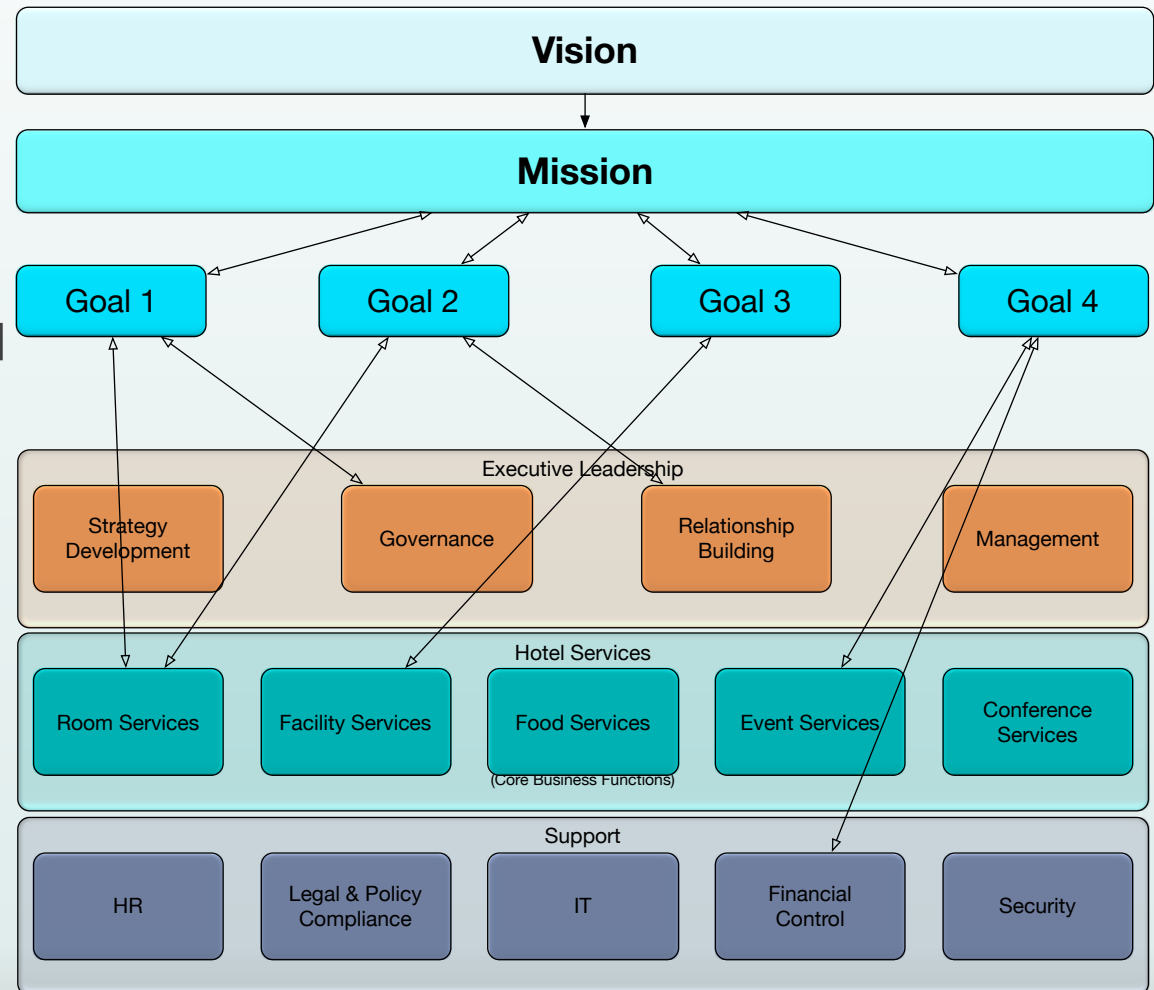 Vision
Mission
Goal 1
Goal 2
Goal 3
Goal 4
Executive Leadership
Strategy
Development
Governance
Relationship
Building
Management
Hotel Services
Room Services
Facility Services
Food Services
Event Services
Conference
Services
(Core Business Functions)
Support
HR
Legal & Policy
Compliance
IT
Financial
Control
Security